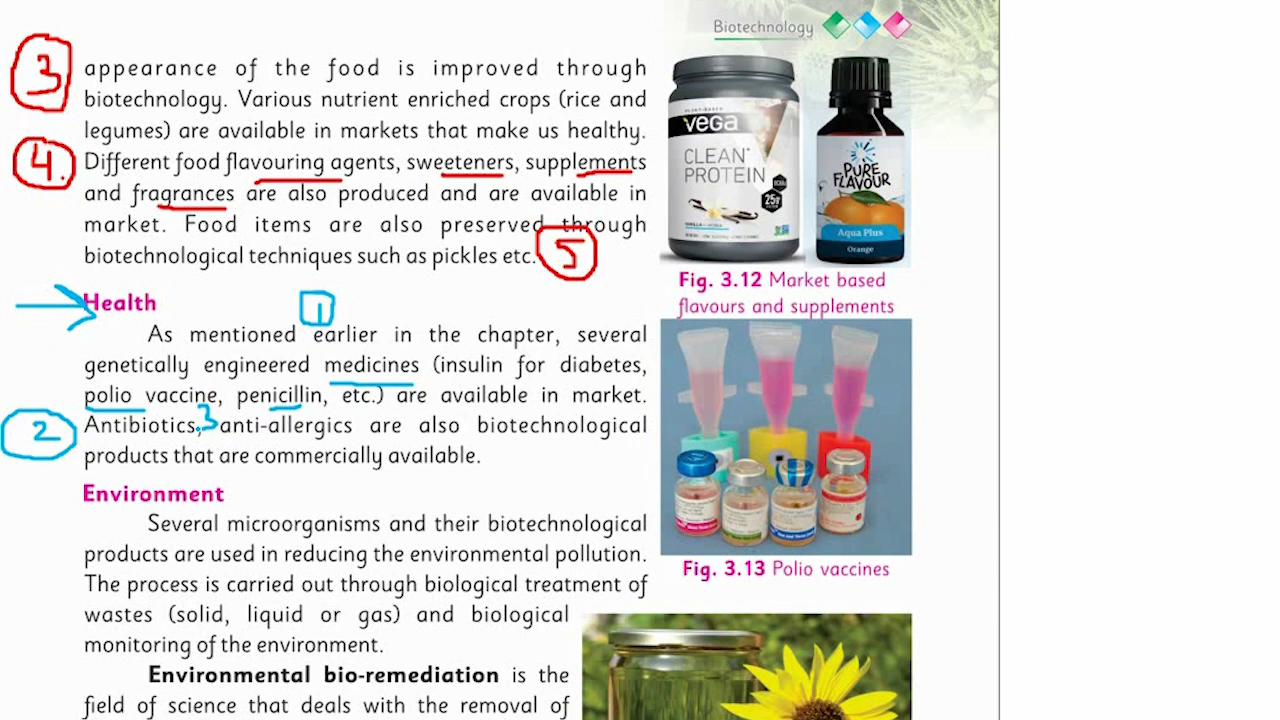 Biotechnology
3
appearance of the food is improved through
biotechnology. Various nutrient enriched crops (rice and
legumes) are available in markets that make us healthy.
4.
Different food flavouring agents, sweeteners, supplements
and fragrances are also produced and are available in
market. Food items are also preserved through
biotechnological techniques such as pickles etc.
5
PLANT-BASED
vega
CLEAN
PROTEIN
25g
PURE
FLAVOUR
Aqua Plus
Orange
Fig. 3.12 Market based
flavours and supplements
Health
1
As mentioned earlier in the chapter, several
genetically engineered medicines (insulin for diabetes,
polio vaccine, penicillin, etc.) are available in market.
2
3
Antibiotics, anti-allergics are also biotechnological
products that are commercially available.
Fig. 3.13 Polio vaccines
Environment
Several microorganisms and their biotechnological
products are used in reducing the environmental pollution.
The process is carried out through biological treatment of
wastes (solid, liquid or gas) and biological
monitoring of the environment.
Environmental bio-remediation is the
field of science that deals with the removal of